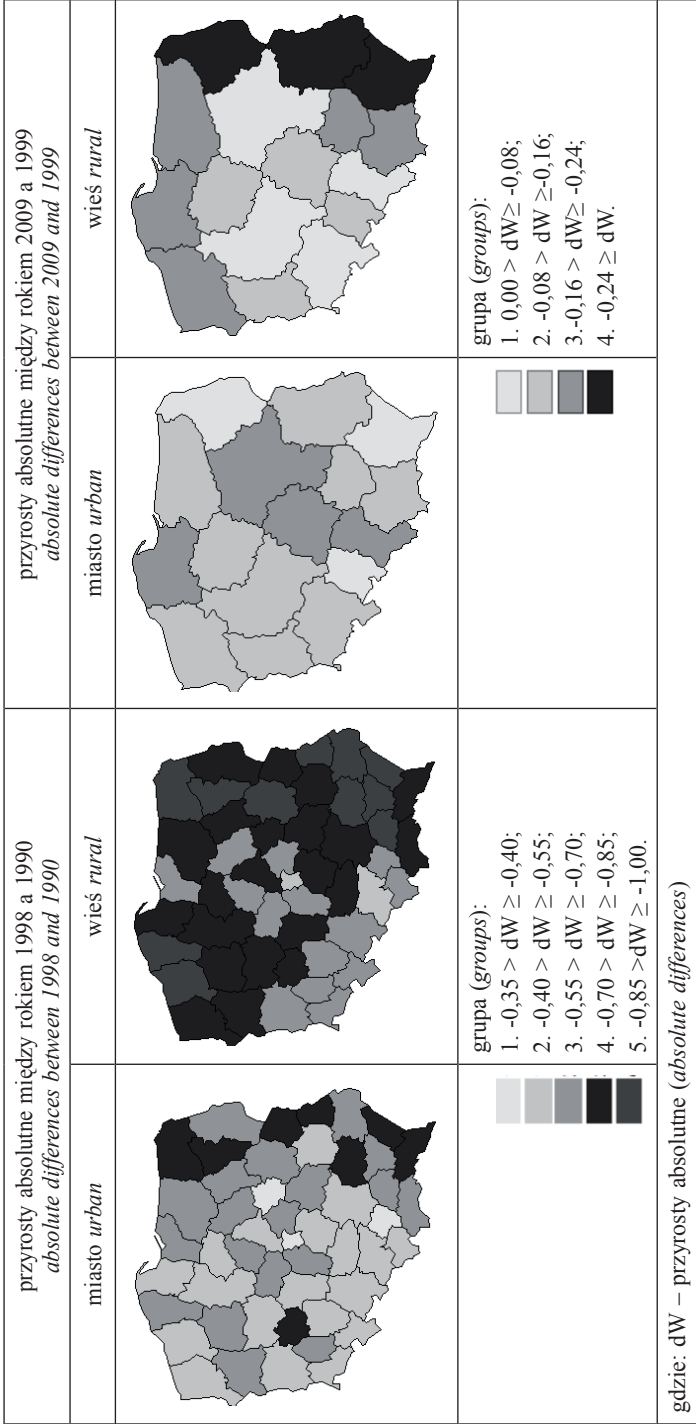 przyrosty absolutne między rokiem 1998 a 1990
absolute differences between 1998 and 1990
przyrosty absolutne między rokiem 2009 a 1999
absolute differences between 2009 and 1999
miasto urban
wieś rural
miasto urban
wieś rural
grupa (groups):
1. -0,35 > dW ≥ -0,40;
2. -0,40 > dW ≥ -0,55;
3. -0,55 > dW ≥ -0,70;
4. -0,70 > dW ≥ -0,85;
5. -0,85 >dW ≥ -1,00.
grupa (groups):
1. 0,00 > dW≥ -0,08;
2. -0,08 > dW ≥-0,16;
3.-0,16 > dW≥ -0,24;
4. -0,24 ≥ dW.
gdzie: dW – przyrosty absolutne (absolute differences)